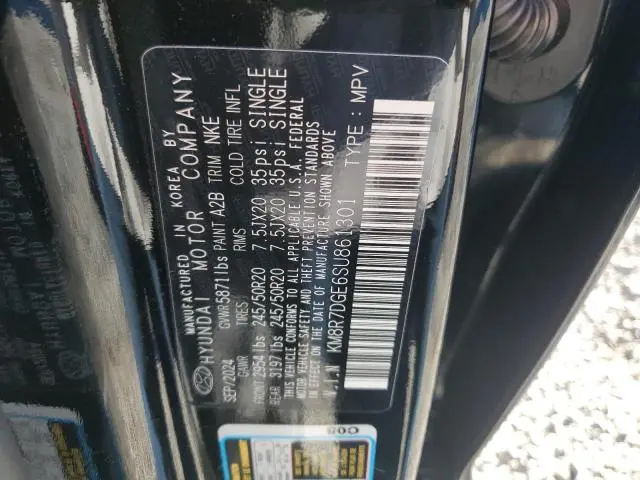 MANUFACTURED IN KOREA BY
HYUNDAI MOTOR COMPANY
SEP/2024 GVWR 5871lbs PAINT A2B TRIM NKE
GAWR TIRES RIMS COLD TIRE INFL
FRONT 2954 lbs 245/50R20 7.5JX20 35psi SINGLE
REAR 3197 lbs 245/50R20 7.5JX20 35psi SINGLE
THIS VEHICLE CONFORMS TO ALL APPLICABLE U.S.A. FEDERAL
MOTOR VEHICLE SAFETY AND THEFT PREVENTION STANDARDS
IN EFFECT ON THE DATE OF MANUFACTURE SHOWN ABOVE
V.I.N KM8R7DGE6SU861301 TYPE : MPV